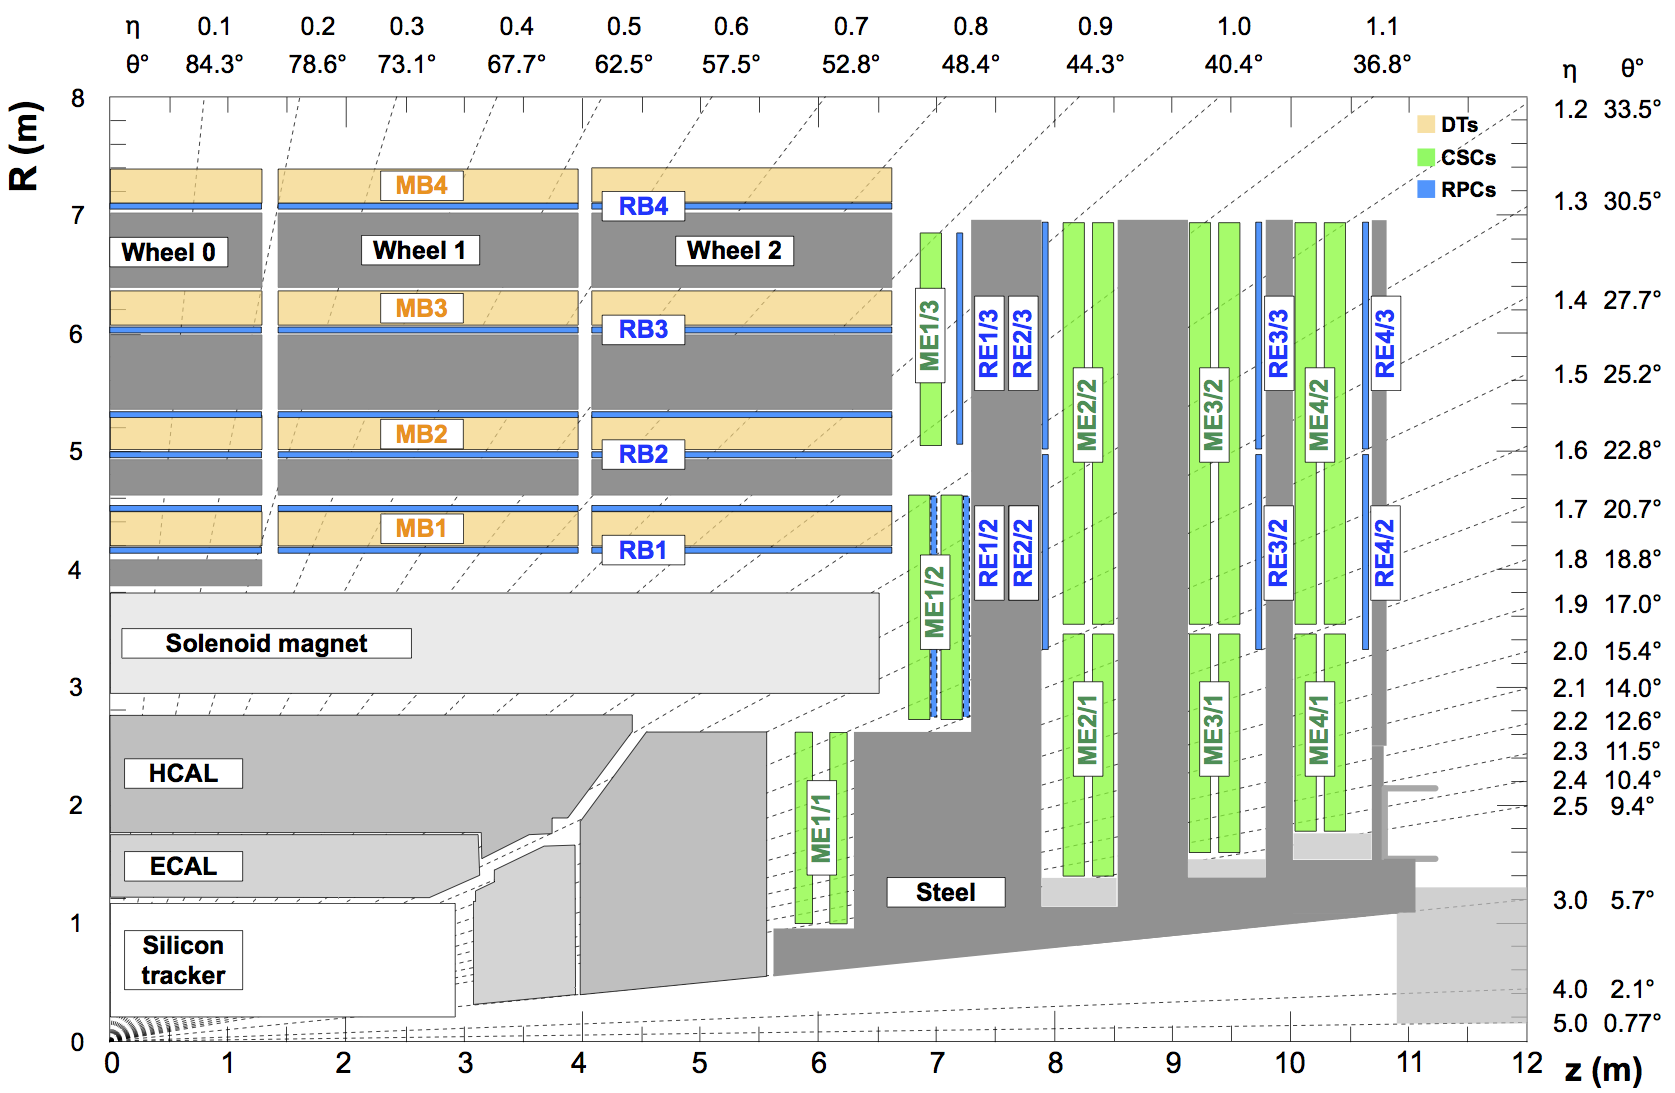 η 0.1 0.2 0.3 0.4 0.5 0.6 0.7 0.8 0.9 1.0 1.1
θ° 84.3° 78.6° 73.1° 67.7° 62.5° 57.5° 52.8° 48.4° 44.3° 40.4° 36.8°
η θ°
1.2 33.5°
1.3 30.5°
1.4 27.7°
1.5 25.2°
1.6 22.8°
1.7 20.7°
1.8 18.8°
1.9 17.0°
2.0 15.4°
2.1 14.0°
2.2 12.6°
2.3 11.5°
2.4 10.4°
2.5 9.4°
3.0 5.7°
4.0 2.1°
5.0 0.77°
R (m)
8
7
6
5
4
3
2
1
0
DTs
CSCs
RPCs
MB4
RB4
Wheel 0
Wheel 1
Wheel 2
MB3
RB3
MB2
RB2
MB1
RB1
Solenoid magnet
HCAL
ECAL
Silicon
tracker
Steel
ME1/3
RE1/3
RE2/3
ME2/2
ME3/2
RE3/3
ME4/2
RE4/3
ME1/2
RE1/2
RE2/2
RE3/2
RE4/2
ME1/1
ME2/1
ME3/1
ME4/1
0 1 2 3 4 5 6 7 8 9 10 11 12
z (m)